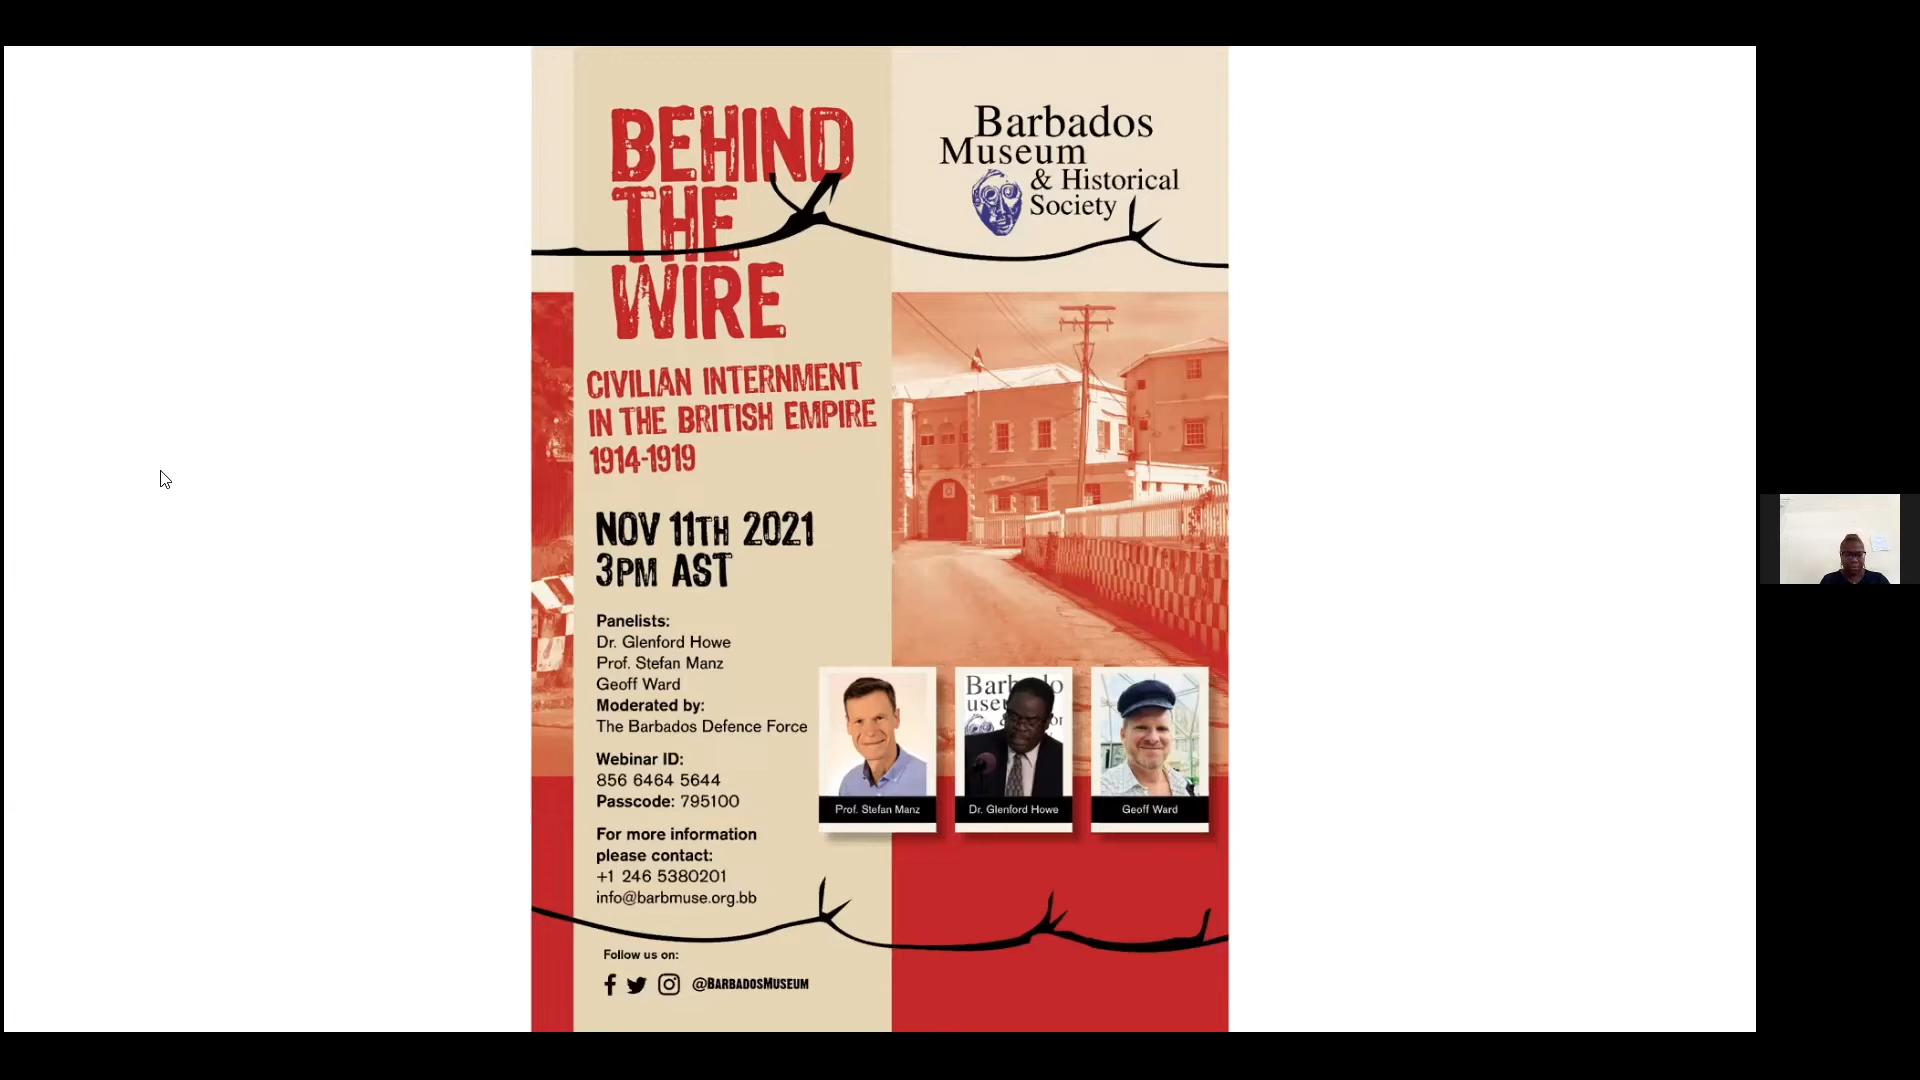 BEHIND
THE
WIRE
CIVILIAN INTERNMENT
IN THE BRITISH EMPIRE
1914-1919
NOV 11TH 2021
3PM AST
Panelists:
Dr. Glenford Howe
Prof. Stefan Manz
Geoff Ward
Moderated by:
The Barbados Defence Force
Webinar ID:
856 6464 5644
Passcode: 795100
For more information
please contact:
+1 246 5380201
info@barbmuse.org.bb
Follow us on:
@BARBADOSMUSEUM
Barbados
Museum
& Historical
Society
Prof. Stefan Manz
Dr. Glenford Howe
Geoff Ward